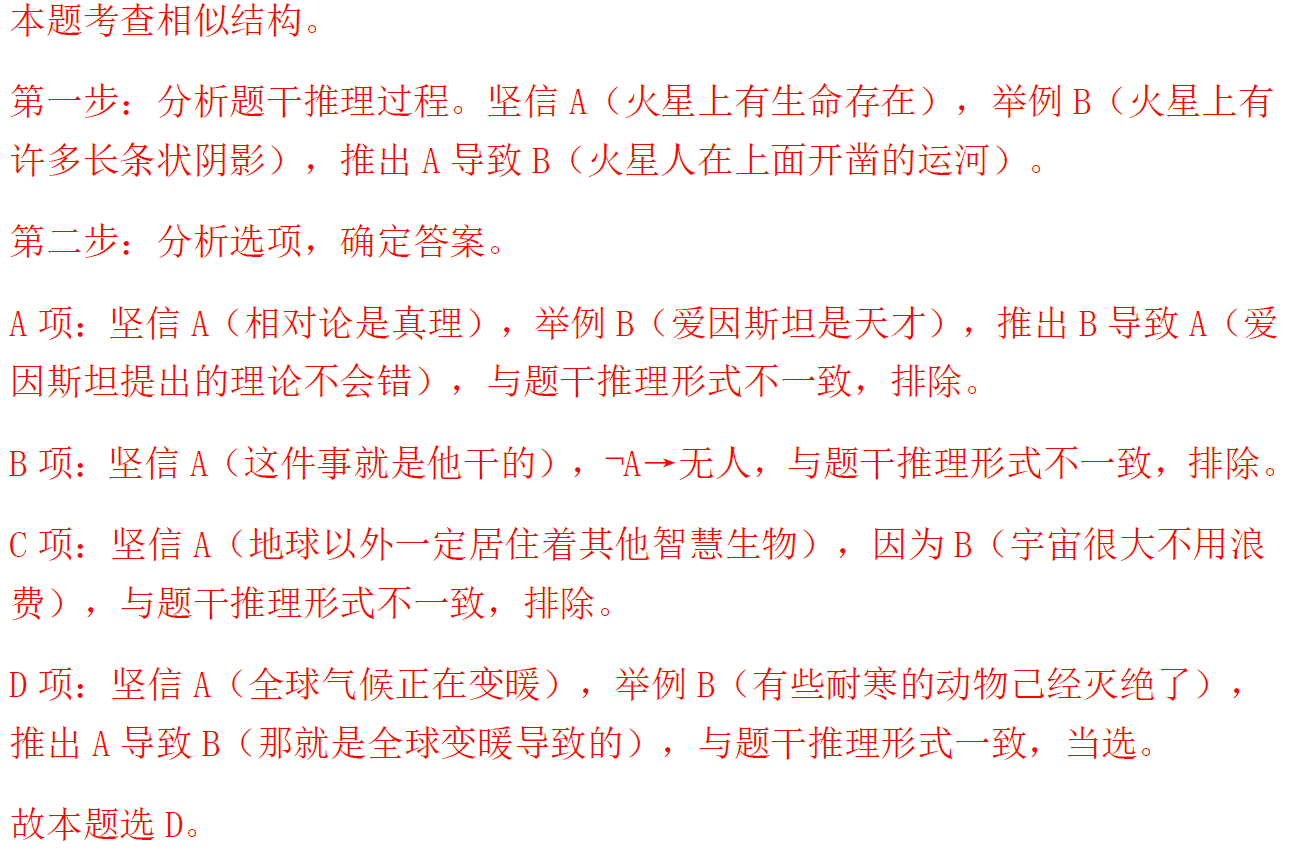 本题考查相似结构。
第一步：分析题干推理过程。坚信 A（火星上有生命存在），举例 B（火星上有
许多长条状阴影），推出 A 导致 B（火星人在上面开凿的运河）。
第二步：分析选项，确定答案。
A 项：坚信 A（相对论是真理），举例 B（爱因斯坦是天才），推出 B 导致 A（爱
因斯坦提出的理论不会错），与题干推理形式不一致，排除。
B 项：坚信 A（这件事就是他干的），¬A→无人，与题干推理形式不一致，排除。
C 项：坚信 A（地球以外一定居住着其他智慧生物），因为 B（宇宙很大不用浪
费），与题干推理形式不一致，排除。
D 项：坚信 A（全球气候正在变暖），举例 B（有些耐寒的动物己经灭绝了），
推出 A 导致 B（那就是全球变暖导致的），与题干推理形式一致，当选。
故本题选 D。